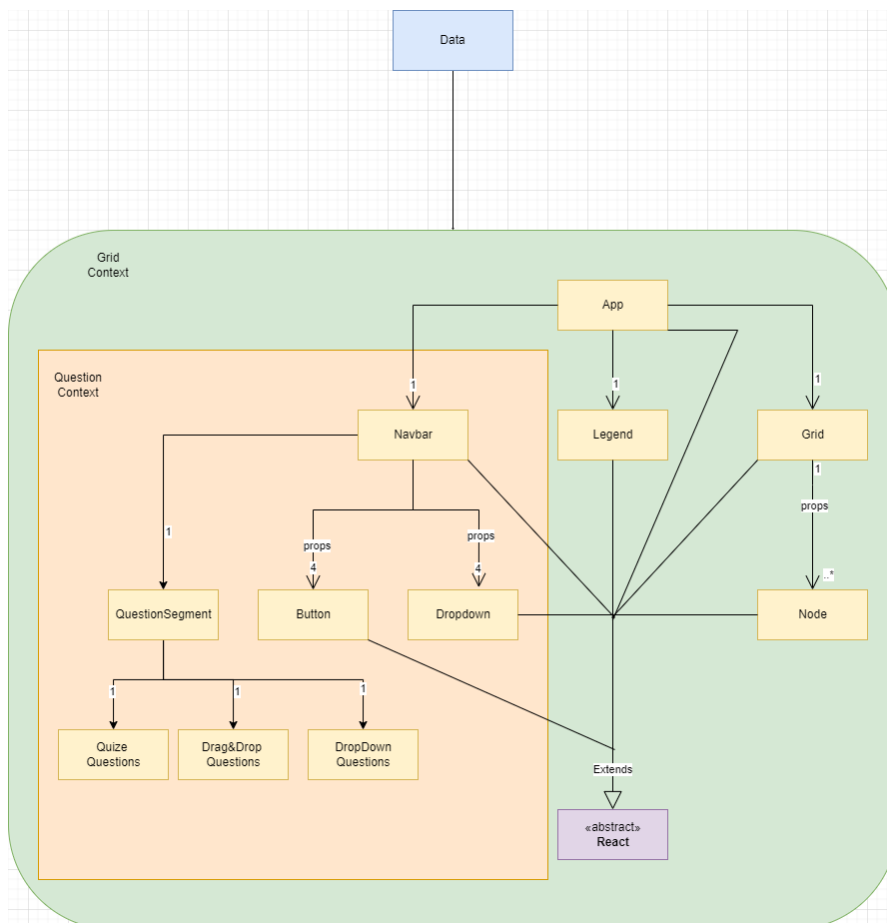 Data
Grid
Context
App
1
1
1
Question
Context
Navbar
Legend
Grid
1
props
1
props
props
4
4
..*
QuestionSegment
Button
Dropdown
Node
1
1
1
Quize
Questions
Drag&Drop
Questions
DropDown
Questions
Extends
«abstract»
React